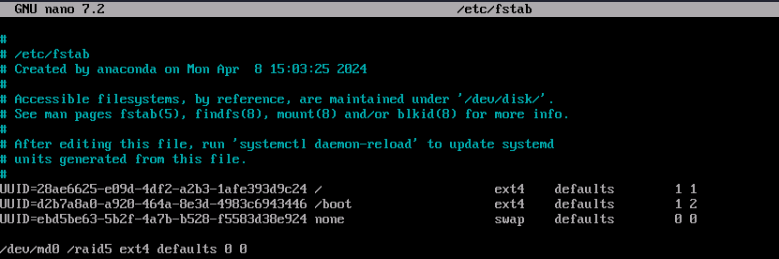 GNU nano 7.2 /etc/fstab
#
# /etc/fstab
# Created by anaconda on Mon Apr  8 15:03:25 2024
#
# Accessible filesystems, by reference, are maintained under '/dev/disk/'.
# See man pages fstab(5), findfs(8), mount(8) and/or blkid(8) for more info.
#
# After editing this file, run 'systemctl daemon-reload' to update systemd
# units generated from this file.
#
UUID=28ae6625-e09d-4df2-a2b3-1afe393d9c24 / ext4 defaults 1 1
UUID=d2b7a8a0-a920-464a-8e3d-4983c6943446 /boot ext4 defaults 1 2
UUID=ebd5be63-5b2f-4a7b-b528-f5583d38e924 none swap defaults 0 0
/dev/md0 /raid5 ext4 defaults 0 0